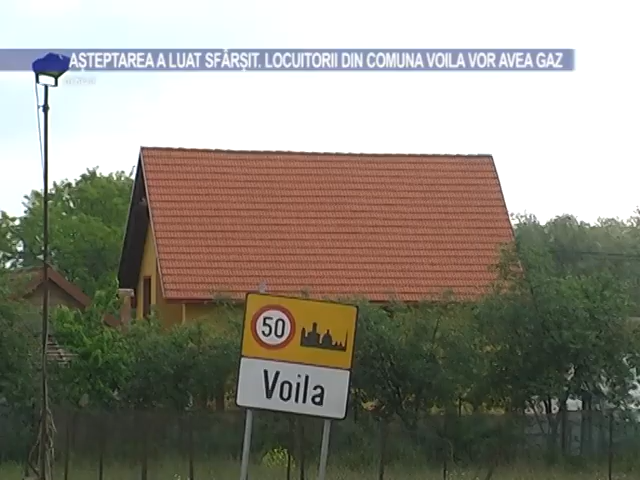 AȘTEPTAREA A LUAT SFÂRȘIT. LOCUITORII DIN COMUNA VOILA VOR AVEA GAZ
50
Voila